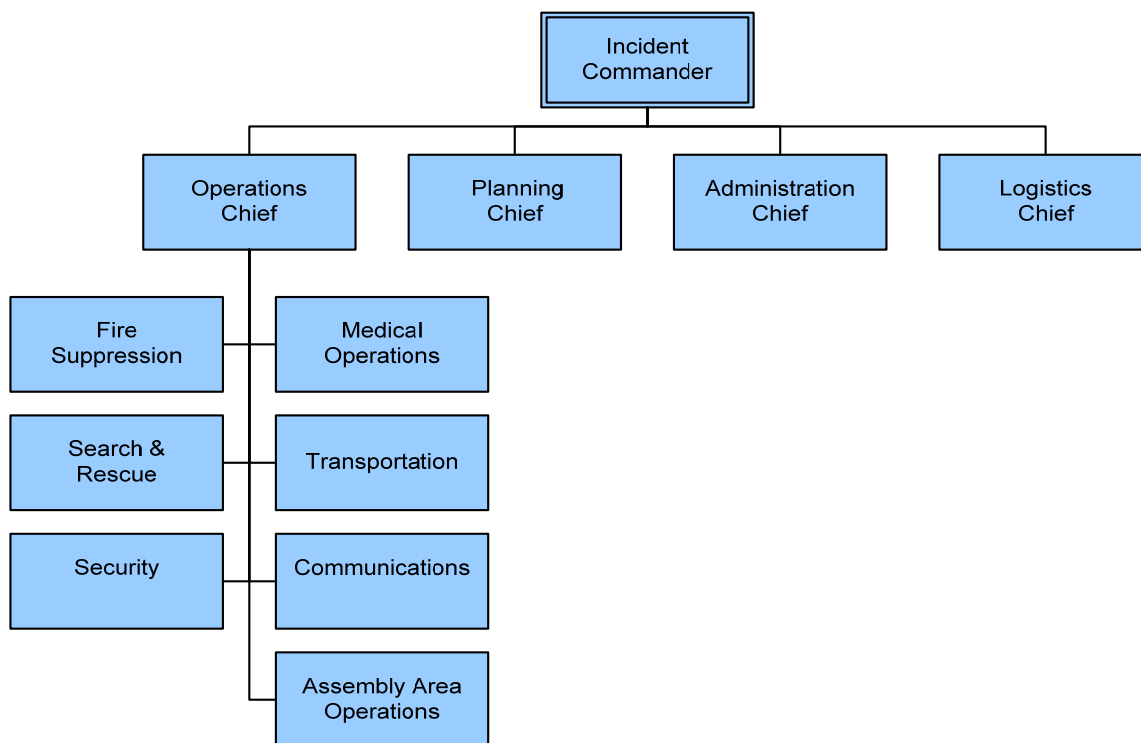 Incident
Commander
Operations
Chief
Planning
Chief
Administration
Chief
Logistics
Chief
Fire
Suppression
Medical
Operations
Search &
Rescue
Transportation
Security
Communications
Assembly Area
Operations